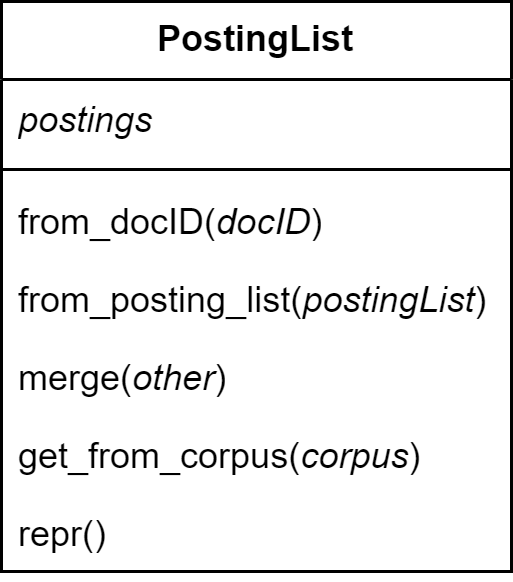 PostingList
postings
from_docID(docID)
from_posting_list(postingList)
merge(other)
get_from_corpus(corpus)
repr()